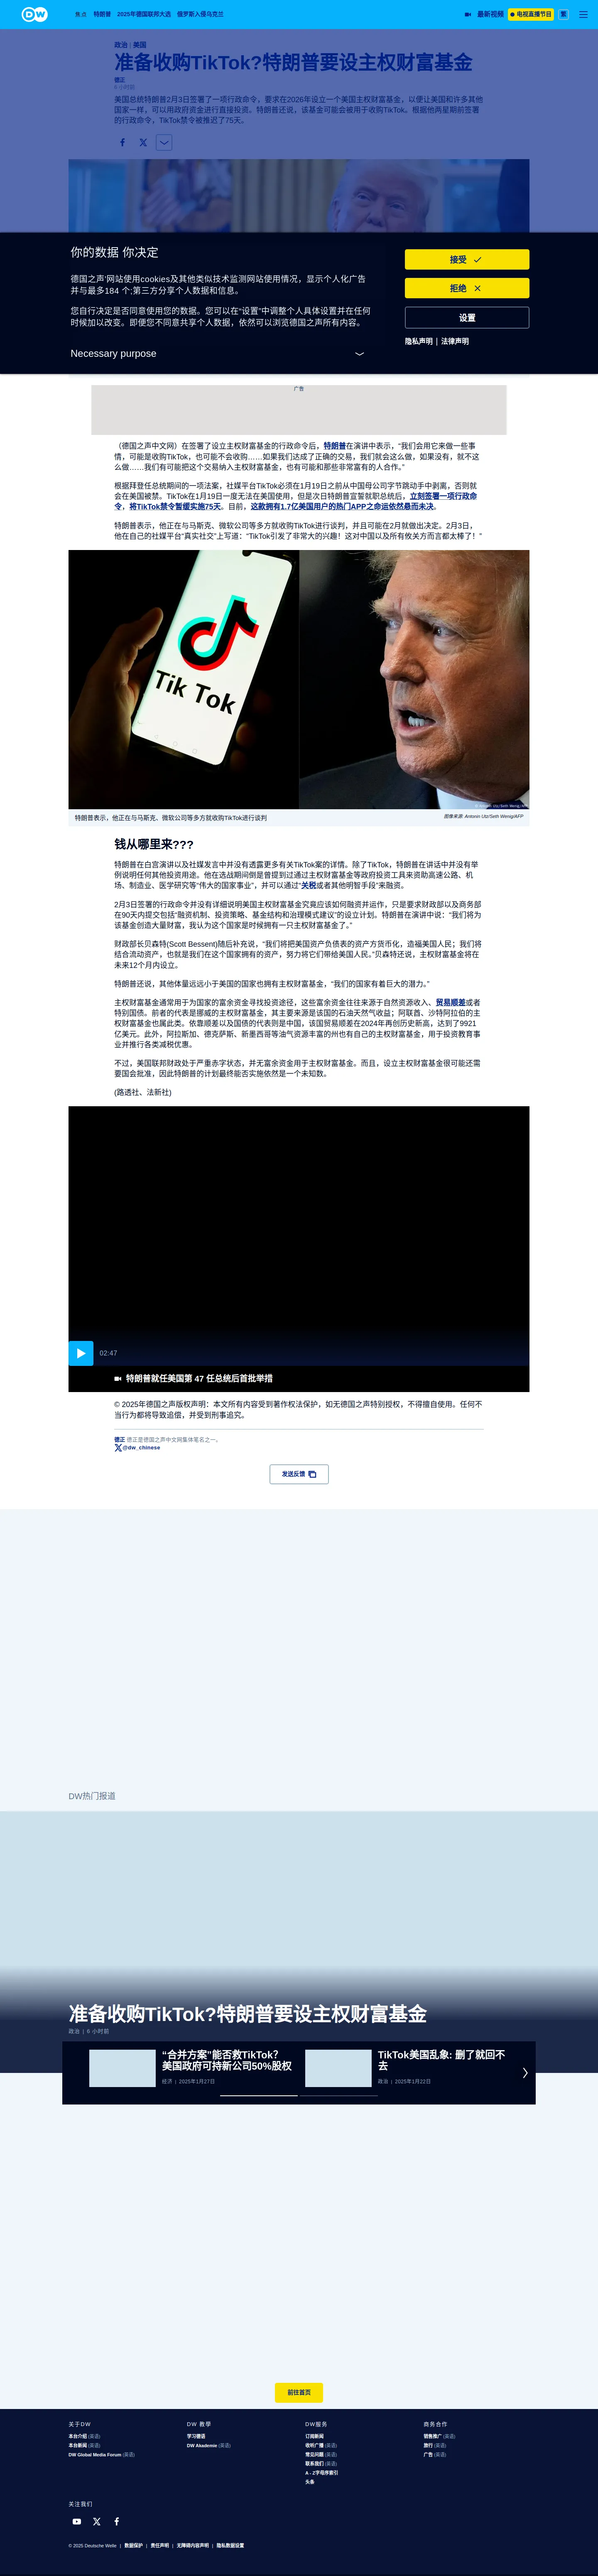 DW
焦点 特朗普 2025年德国联邦大选 俄罗斯入侵乌克兰 最新视频 电视直播节目 繁
政治 | 美国
准备收购TikTok?特朗普要设主权财富基金
德正
6 小时前
美国总统特朗普2月3日签署了一项行政命令，要求在2026年设立一个美国主权财富基金，以便让美国和许多其他
国家一样，可以用政府资金进行直接投资。特朗普还说，该基金可能会被用于收购TikTok。根据他两星期前签署
的行政命令，TikTok禁令被推迟了75天。
你的数据 你决定
德国之声'网站使用cookies及其他类似技术监测网站使用情况，显示个人化广告
并与最多184 个;第三方分享个人数据和信息。
您自行决定是否同意使用您的数据。您可以在“设置”中调整个人具体设置并在任何
时候加以改变。即便您不同意共享个人数据，依然可以浏览德国之声所有内容。
Necessary purpose
接受
拒绝
设置
隐私声明 | 法律声明
广告
（德国之声中文网）在签署了设立主权财富基金的行政命令后，特朗普在演讲中表示，“我们会用它来做一些事
情，可能是收购TikTok，也可能不会收购……如果我们达成了正确的交易，我们就会这么做，如果没有，就不这
么做……我们有可能把这个交易纳入主权财富基金，也有可能和那些非常富有的人合作。”
根据拜登任总统期间的一项法案，社媒平台TikTok必须在1月19日之前从中国母公司字节跳动手中剥离，否则就
会在美国被禁。TikTok在1月19日一度无法在美国使用，但是次日特朗普宣誓就职总统后，立刻签署一项行政命
令，将TikTok禁令暂缓实施75天。目前，这款拥有1.7亿美国用户的热门APP之命运依然悬而未决。
特朗普表示，他正在与马斯克、微软公司等多方就收购TikTok进行谈判，并且可能在2月就做出决定。2月3日，
他在自己的社媒平台“真实社交”上写道：“TikTok引发了非常大的兴趣！这对中国以及所有攸关方而言都太棒了！”
Tik Tok
特朗普表示，他正在与马斯克、微软公司等多方就收购TikTok进行谈判
图像来源: Antonin Utz/Seth Wenig/AFP
钱从哪里来???
特朗普在白宫演讲以及社媒发言中并没有透露更多有关TikTok案的详情。除了TikTok，特朗普在讲话中并没有举
例说明任何其他投资用途。他在选战期间倒是曾提到过通过主权财富基金等政府投资工具来资助高速公路、机
场、制造业、医学研究等“伟大的国家事业”，并可以通过“关税或者其他明智手段”来融资。
2月3日签署的行政命令并没有详细说明美国主权财富基金究竟应该如何融资并运作，只是要求财政部以及商务部
在90天内提交包括“融资机制、投资策略、基金结构和治理模式建议”的设立计划。特朗普在演讲中说：“我们将为
该基金创造大量财富，我认为这个国家是时候拥有一只主权财富基金了。”
财政部长贝森特(Scott Bessent)随后补充说，“我们将把美国资产负债表的资产方货币化，造福美国人民；我们将
结合流动资产，也就是我们在这个国家拥有的资产，努力将它们带给美国人民。”贝森特还说，主权财富基金将在
未来12个月内设立。
特朗普还说，其他体量远远小于美国的国家也拥有主权财富基金，“我们的国家有着巨大的潜力。”
主权财富基金通常用于为国家的富余资金寻找投资途径，这些富余资金往往来源于自然资源收入、贸易顺差或者
特别国债。前者的代表是挪威的主权财富基金，其主要来源是该国的石油天然气收益；阿联酋、沙特阿拉伯的主
权财富基金也属此类。依靠顺差以及国债的代表则是中国，该国贸易顺差在2024年再创历史新高，达到了9921
亿美元。此外，阿拉斯加、德克萨斯、新墨西哥等油气资源丰富的州也有自己的主权财富基金，用于投资教育事
业并推行各类减税优惠。
不过，美国联邦财政处于严重赤字状态，并无富余资金用于主权财富基金。而且，设立主权财富基金很可能还需
要国会批准，因此特朗普的计划最终能否实施依然是一个未知数。
(路透社、法新社)
02:47
特朗普就任美国第 47 任总统后首批举措
© 2025年德国之声版权声明：本文所有内容受到著作权法保护，如无德国之声特别授权，不得擅自使用。任何不
当行为都将导致追偿，并受到刑事追究。
德正 德正是德国之声中文网集体笔名之一。
@dw_chinese
发送反馈
DW热门报道
准备收购TikTok?特朗普要设主权财富基金
政治 | 6 小时前
“合并方案”能否救TikTok？
美国政府可持新公司50%股权
经济 | 2025年1月27日
TikTok美国乱象: 删了就回不
去
政治 | 2025年1月22日
前往首页
关于DW
本台介绍 (英语)
本台新闻 (英语)
DW Global Media Forum (英语)
DW 教學
学习德语
DW Akademie (英语)
DW服务
订阅新闻
收听广播 (英语)
常见问题 (英语)
联系我们 (英语)
A - Z字母序索引
头条
商务合作
销售推广 (英语)
旅行 (英语)
广告 (英语)
关注我们
© 2025 Deutsche Welle | 数据保护 | 责任声明 | 无障碍内容声明 | 隐私数据设置